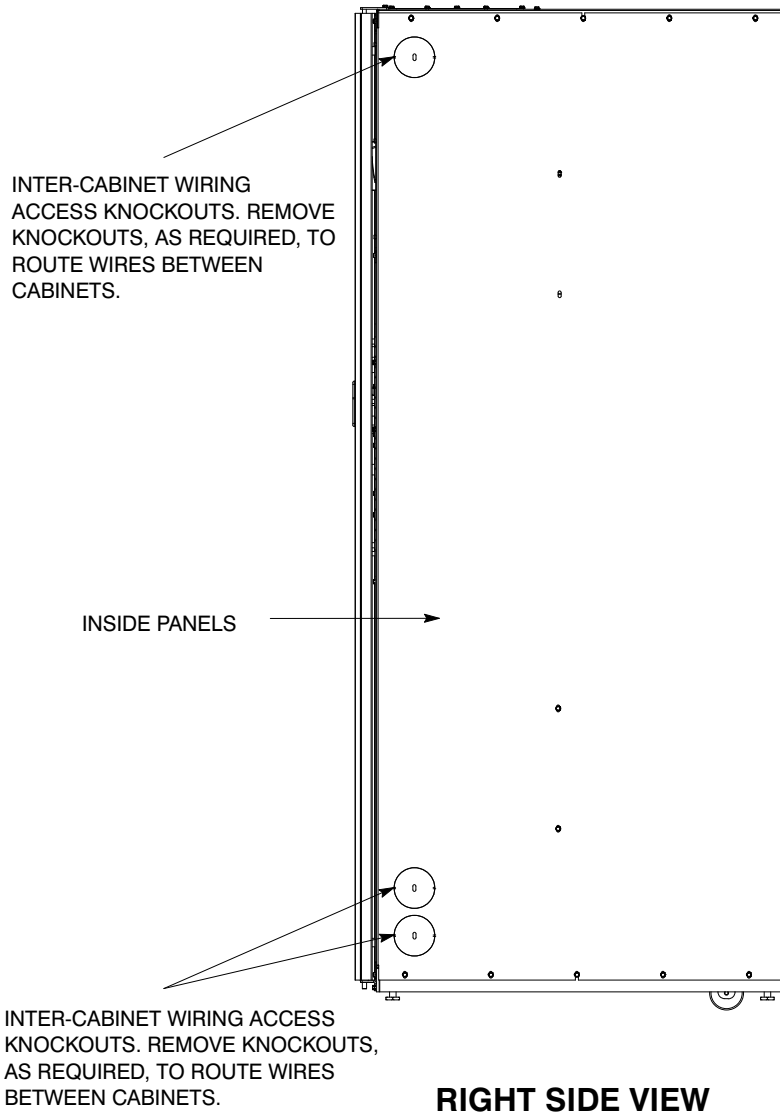 INTER-CABINET WIRING
ACCESS KNOCKOUTS. REMOVE
KNOCKOUTS, AS REQUIRED, TO
ROUTE WIRES BETWEEN
CABINETS.
INSIDE PANELS
INTER-CABINET WIRING ACCESS
KNOCKOUTS. REMOVE KNOCKOUTS,
AS REQUIRED, TO ROUTE WIRES
BETWEEN CABINETS.
RIGHT SIDE VIEW